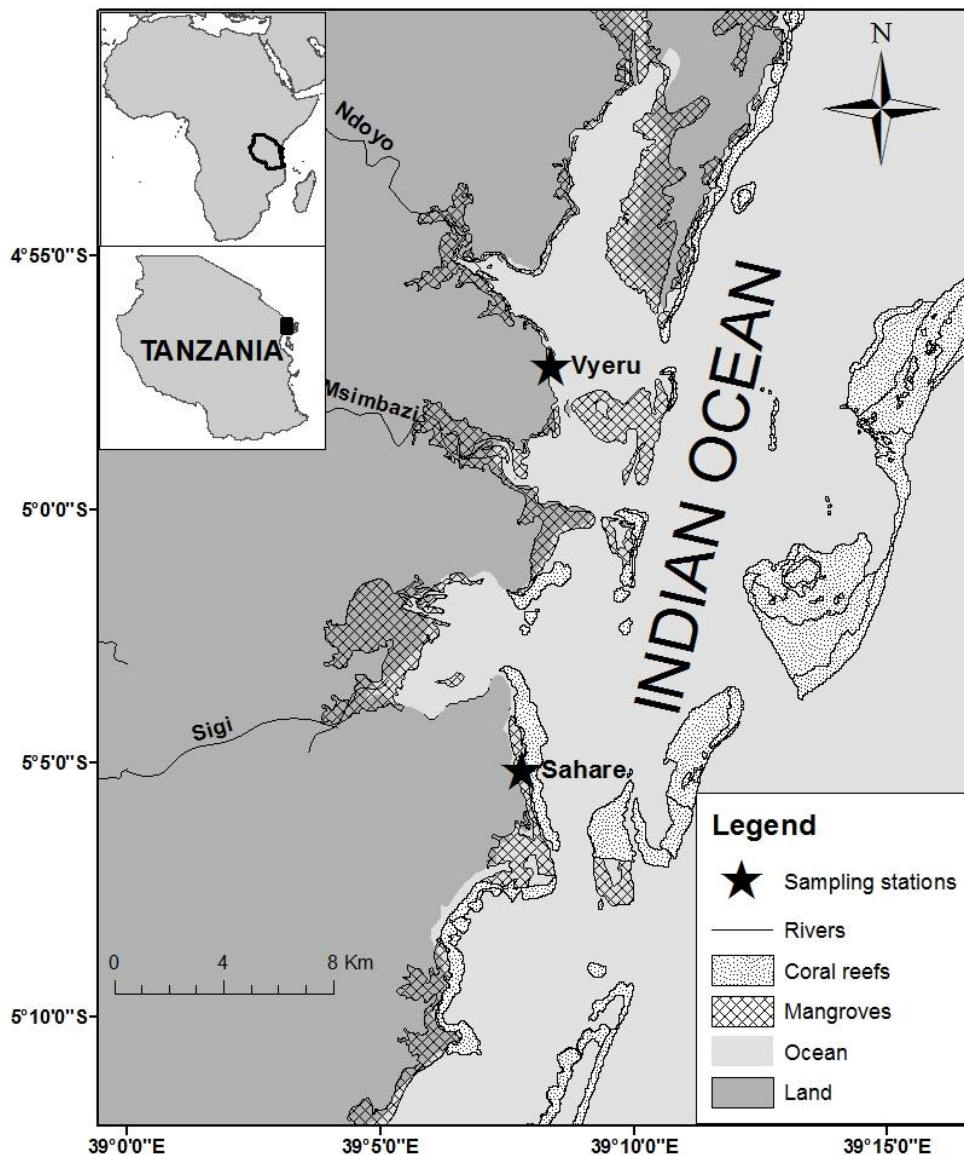 N
Ndoyo
4°55'0"S
TANZANIA
Vyeru
Msimbazi
INDIAN OCEAN
5°0'0"S
Sigi
5°5'0"S
Sahare
Legend
Sampling stations
Rivers
Coral reefs
Mangroves
Ocean
Land
0 4 8 Km
5°10'0"S
39°0'0"E 39°5'0"E 39°10'0"E 39°15'0"E